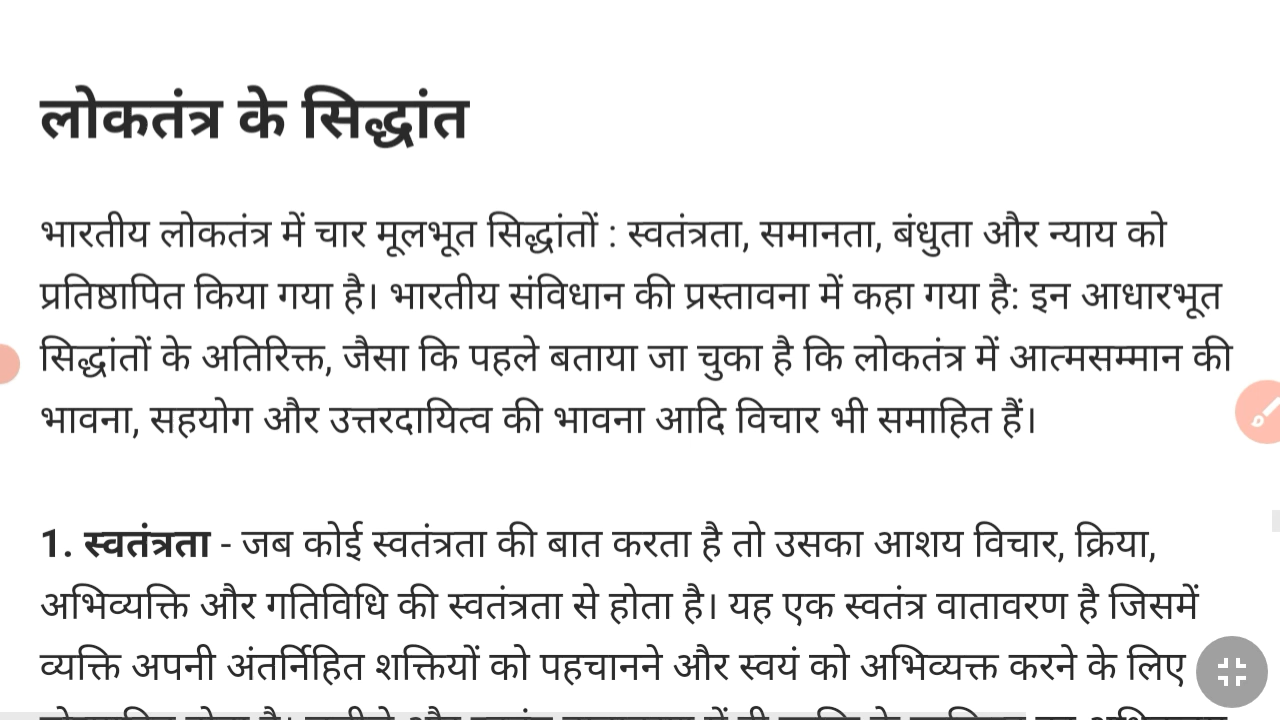 लोकतंत्र के सिद्धांत
भारतीय लोकतंत्र में चार मूलभूत सिद्धांतों : स्वतंत्रता, समानता, बंधुता और न्याय को
प्रतिष्ठापित किया गया है। भारतीय संविधान की प्रस्तावना में कहा गया है: इन आधारभूत
सिद्धांतों के अतिरिक्त, जैसा कि पहले बताया जा चुका है कि लोकतंत्र में आत्मसम्मान की
भावना, सहयोग और उत्तरदायित्व की भावना आदि विचार भी समाहित हैं।
1. स्वतंत्रता - जब कोई स्वतंत्रता की बात करता है तो उसका आशय विचार, क्रिया,
अभिव्यक्ति और गतिविधि की स्वतंत्रता से होता है। यह एक स्वतंत्र वातावरण है जिसमें
व्यक्ति अपनी अंतर्निहित शक्तियों को पहचानने और स्वयं को अभिव्यक्त करने के लिए